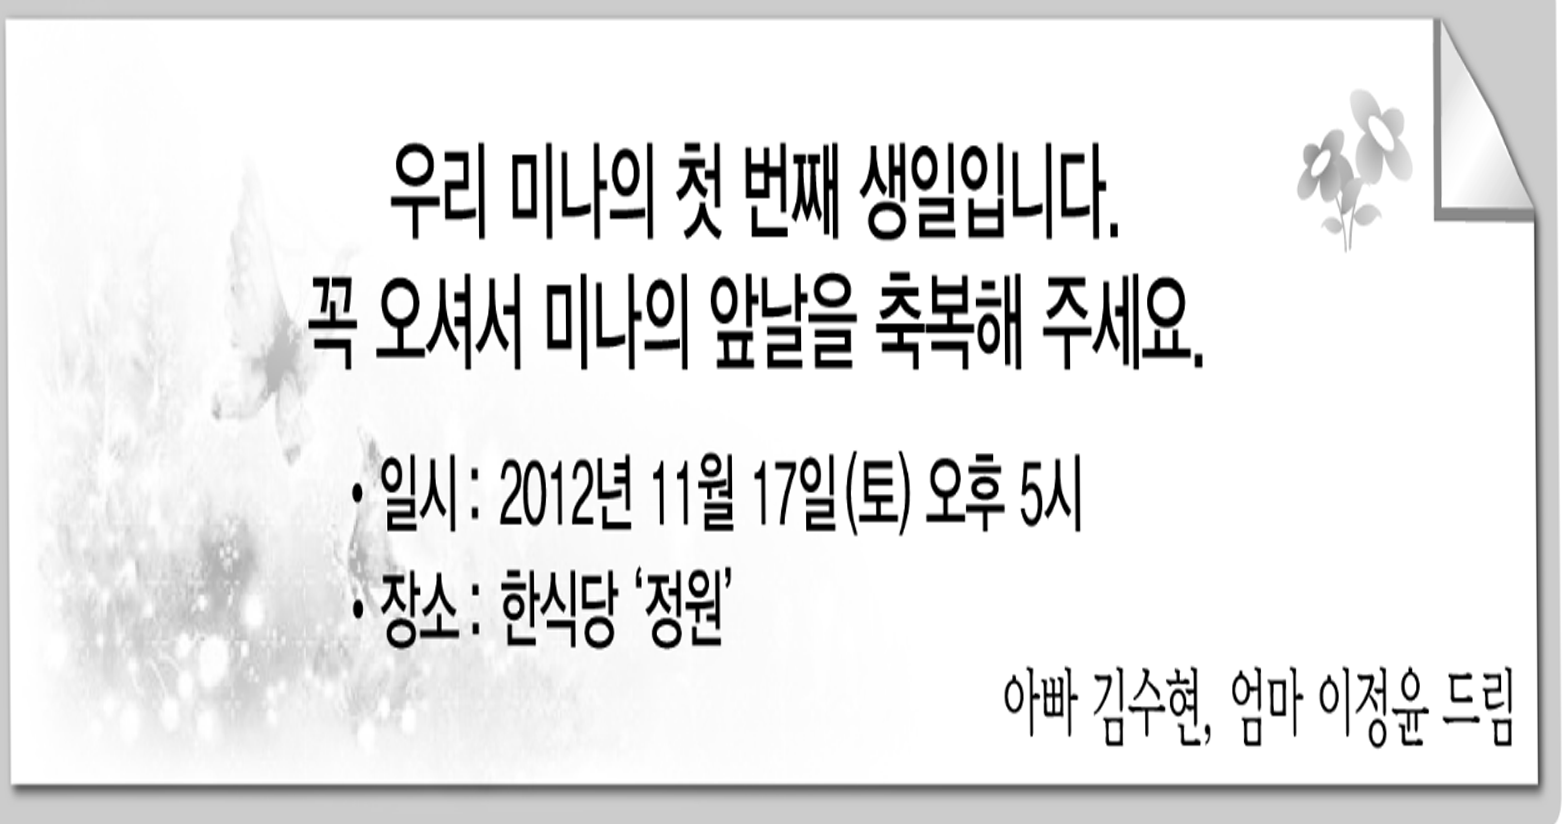 우리 미나의 첫 번째 생일입니다.
꼭 오셔서 미나의 앞날을 축복해 주세요.
• 일시 : 2012년 11월 17일(토) 오후 5시
• 장소 : 한식당 ‘정원’
아빠 김수현, 엄마 이정윤 드림